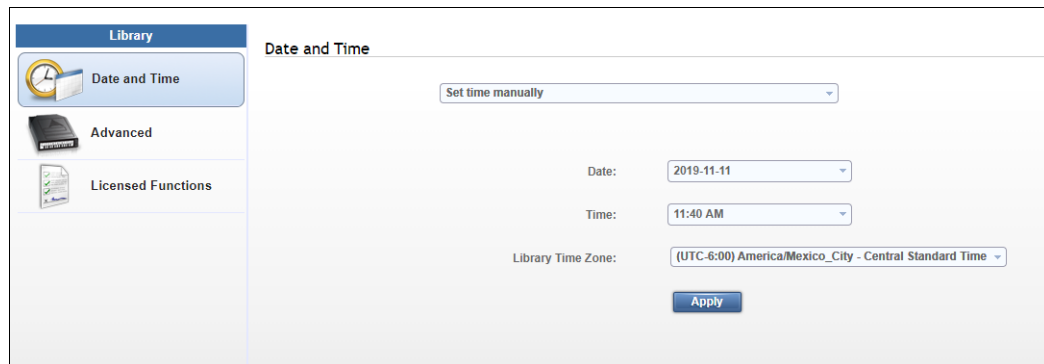 Library
Date and Time
Advanced
Licensed Functions
Date and Time
Set time manually
Date: 2019-11-11
Time: 11:40 AM
Library Time Zone: (UTC-6:00) America/Mexico_City - Central Standard Time
Apply